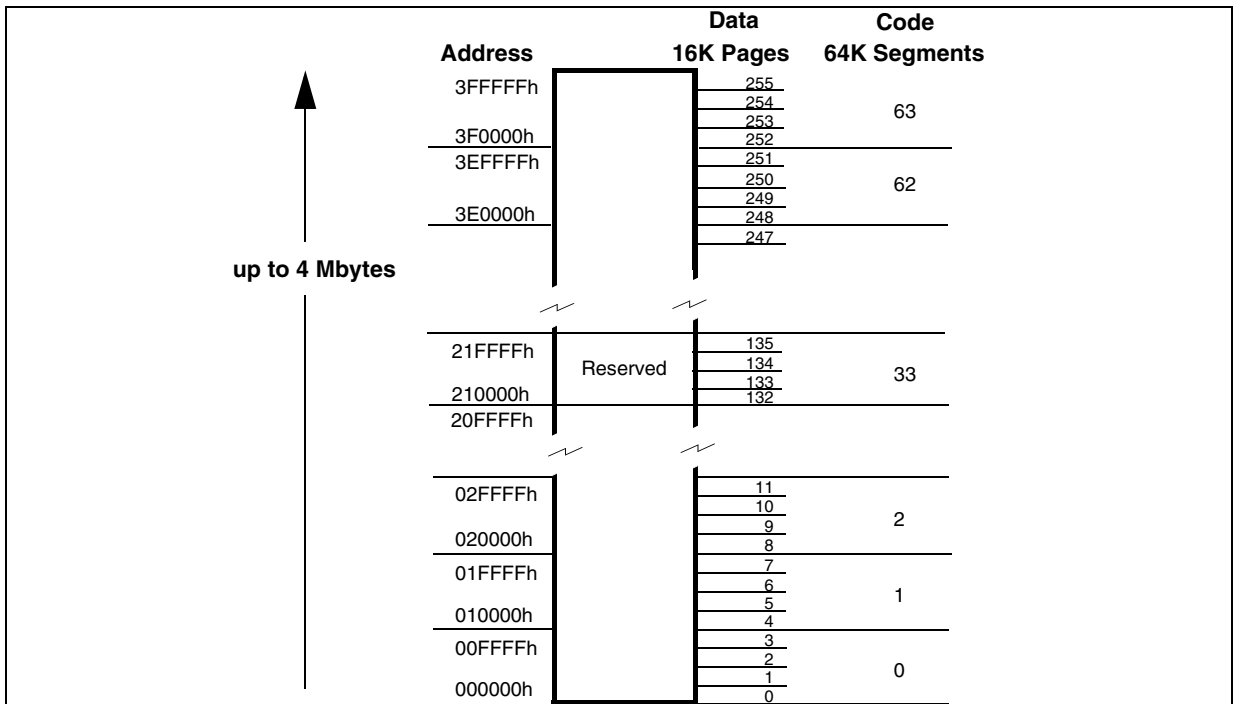 Data Code
Address 16K Pages 64K Segments
3FFFFFh 255
254
253
63
3F0000h 252
3EFFFFh 251
250
62
249
3E0000h 248
247
up to 4 Mbytes
21FFFFh 135
Reserved 134
33
133
210000h 132
20FFFFh
02FFFFh 11
10
2
9
020000h 8
01FFFFh 7
6
1
5
010000h 4
00FFFFh 3
2
0
1
000000h 0